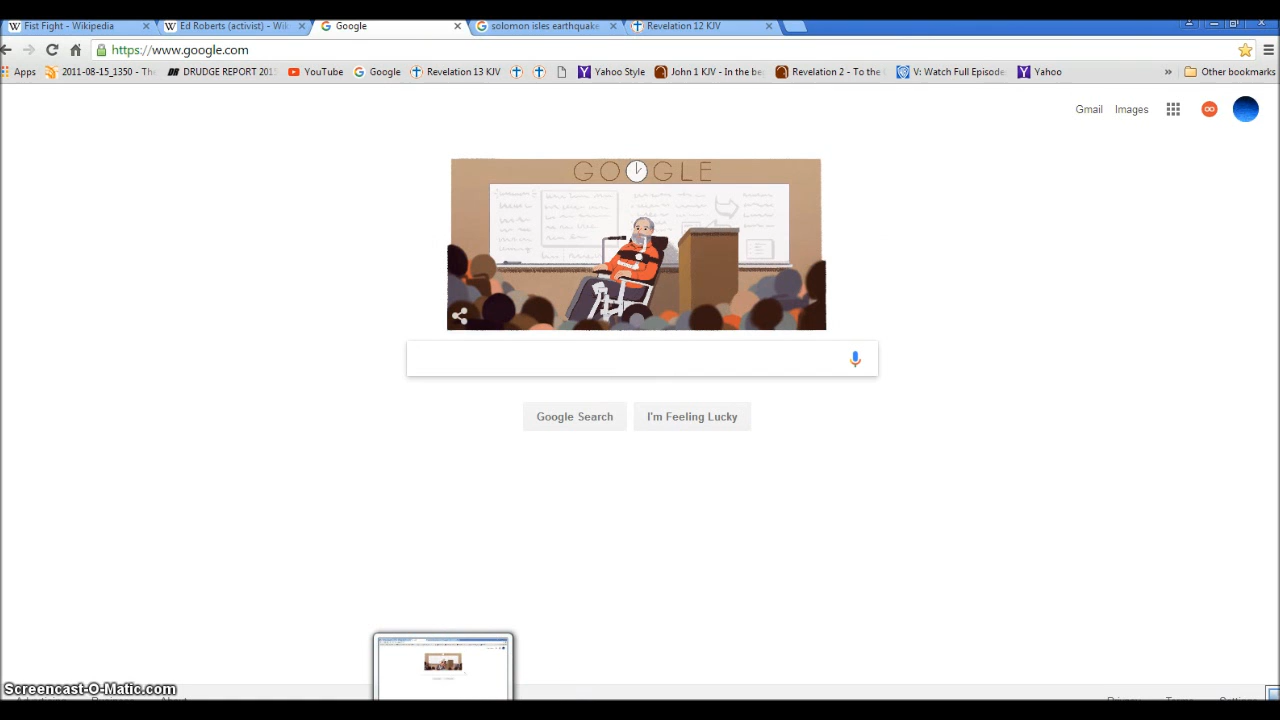 Fist Fight - Wikipedia
Ed Roberts (activist) - Wik
Google
solomon isles earthquake
Revelation 12 KJV
https://www.google.com
Apps 2011-08-15_1350 - The DRUDGE REPORT 201 YouTube Google Revelation 13 KJV Yahoo Style John 1 KJV - In the be Revelation 2 - To the V: Watch Full Episode Yahoo » Other bookmarks
Gmail Images
GOOGLE
Google Search I'm Feeling Lucky
Screencast-O-Matic.com